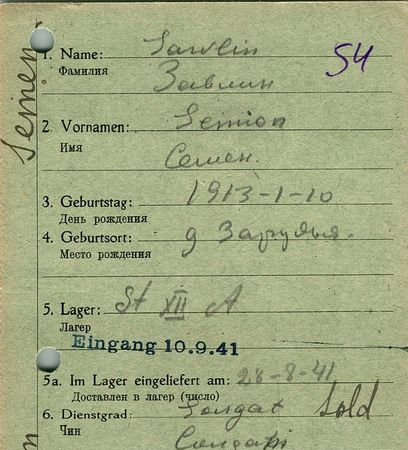 54
Semen
1. Name: Sawlin
Фамилия Завлин
2. Vornamen: Semion
Имя Семен.
3. Geburtstag: 1913-1-10
День рождения
4. Geburtsort: д Зарудья.
Место рождения
5. Lager: St XII A
Лагер
Eingang 10.9.41
5a. Im Lager eingeliefert am: 28-8-41
Доставлен в лагер (число)
6. Dienstgrad: Soldat Sold
Чин Солдат